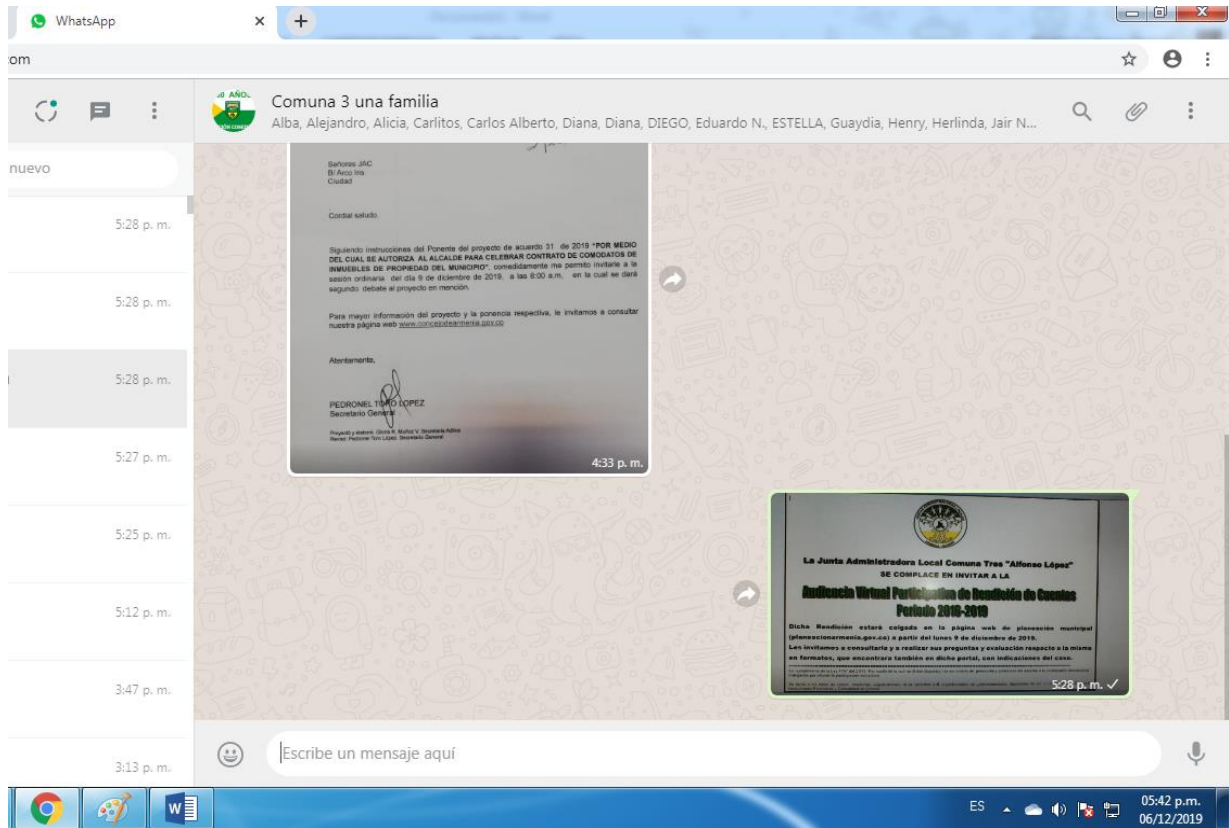 WhatsApp
com
Comuna 3 una familia
Alba, Alejandro, Alicia, Carlitos, Carlos Alberto, Diana, Diana, DIEGO, Eduardo N., ESTELLA, Guaydia, Henry, Herlinda, Jair N...
nuevo
5:28 p. m.
5:28 p. m.
5:28 p. m.
5:27 p. m.
5:25 p. m.
5:12 p. m.
3:47 p. m.
3:13 p. m.
Señores JAC
B/ Arco Iris
Ciudad
Cordial saludo.
Siguiendo instrucciones del Ponente del proyecto de acuerdo 31 de 2019 "POR MEDIO
DEL CUAL SE AUTORIZA AL ALCALDE PARA CELEBRAR CONTRATO DE COMODATOS DE
INMUEBLES DE PROPIEDAD DEL MUNICIPIO", comedidamente me permito invitarle a la
sesión ordinaria del día 9 de diciembre de 2019, a las 8:00 a.m. en la cual se dará
segundo debate al proyecto en mención.
Para mayor información del proyecto y la ponencia respectiva, le invitamos a consultar
nuestra página web www.concejodearmenia.gov.co
Atentamente,
PEDRONEL TORO LOPEZ
Secretario General
4:33 p. m.
La Junta Administradora Local Comuna Tres "Alfonso López"
SE COMPLACE EN INVITAR A LA
Audiencia Virtual Participativa de Rendición de Cuentas
Periodo 2016-2019
Dicha Rendición estará colgada en la página web de planeación municipal
(planeacionarmenia.gov.co) a partir del lunes 9 de diciembre de 2019.
Los invitamos a consultarla y a realizar sus preguntas y evaluación respecto a la misma
en formatos, que encontrara también en dicho portal, con indicaciones del caso.
5:28 p. m.
Escribe un mensaje aquí
ES
05:42 p.m.
06/12/2019